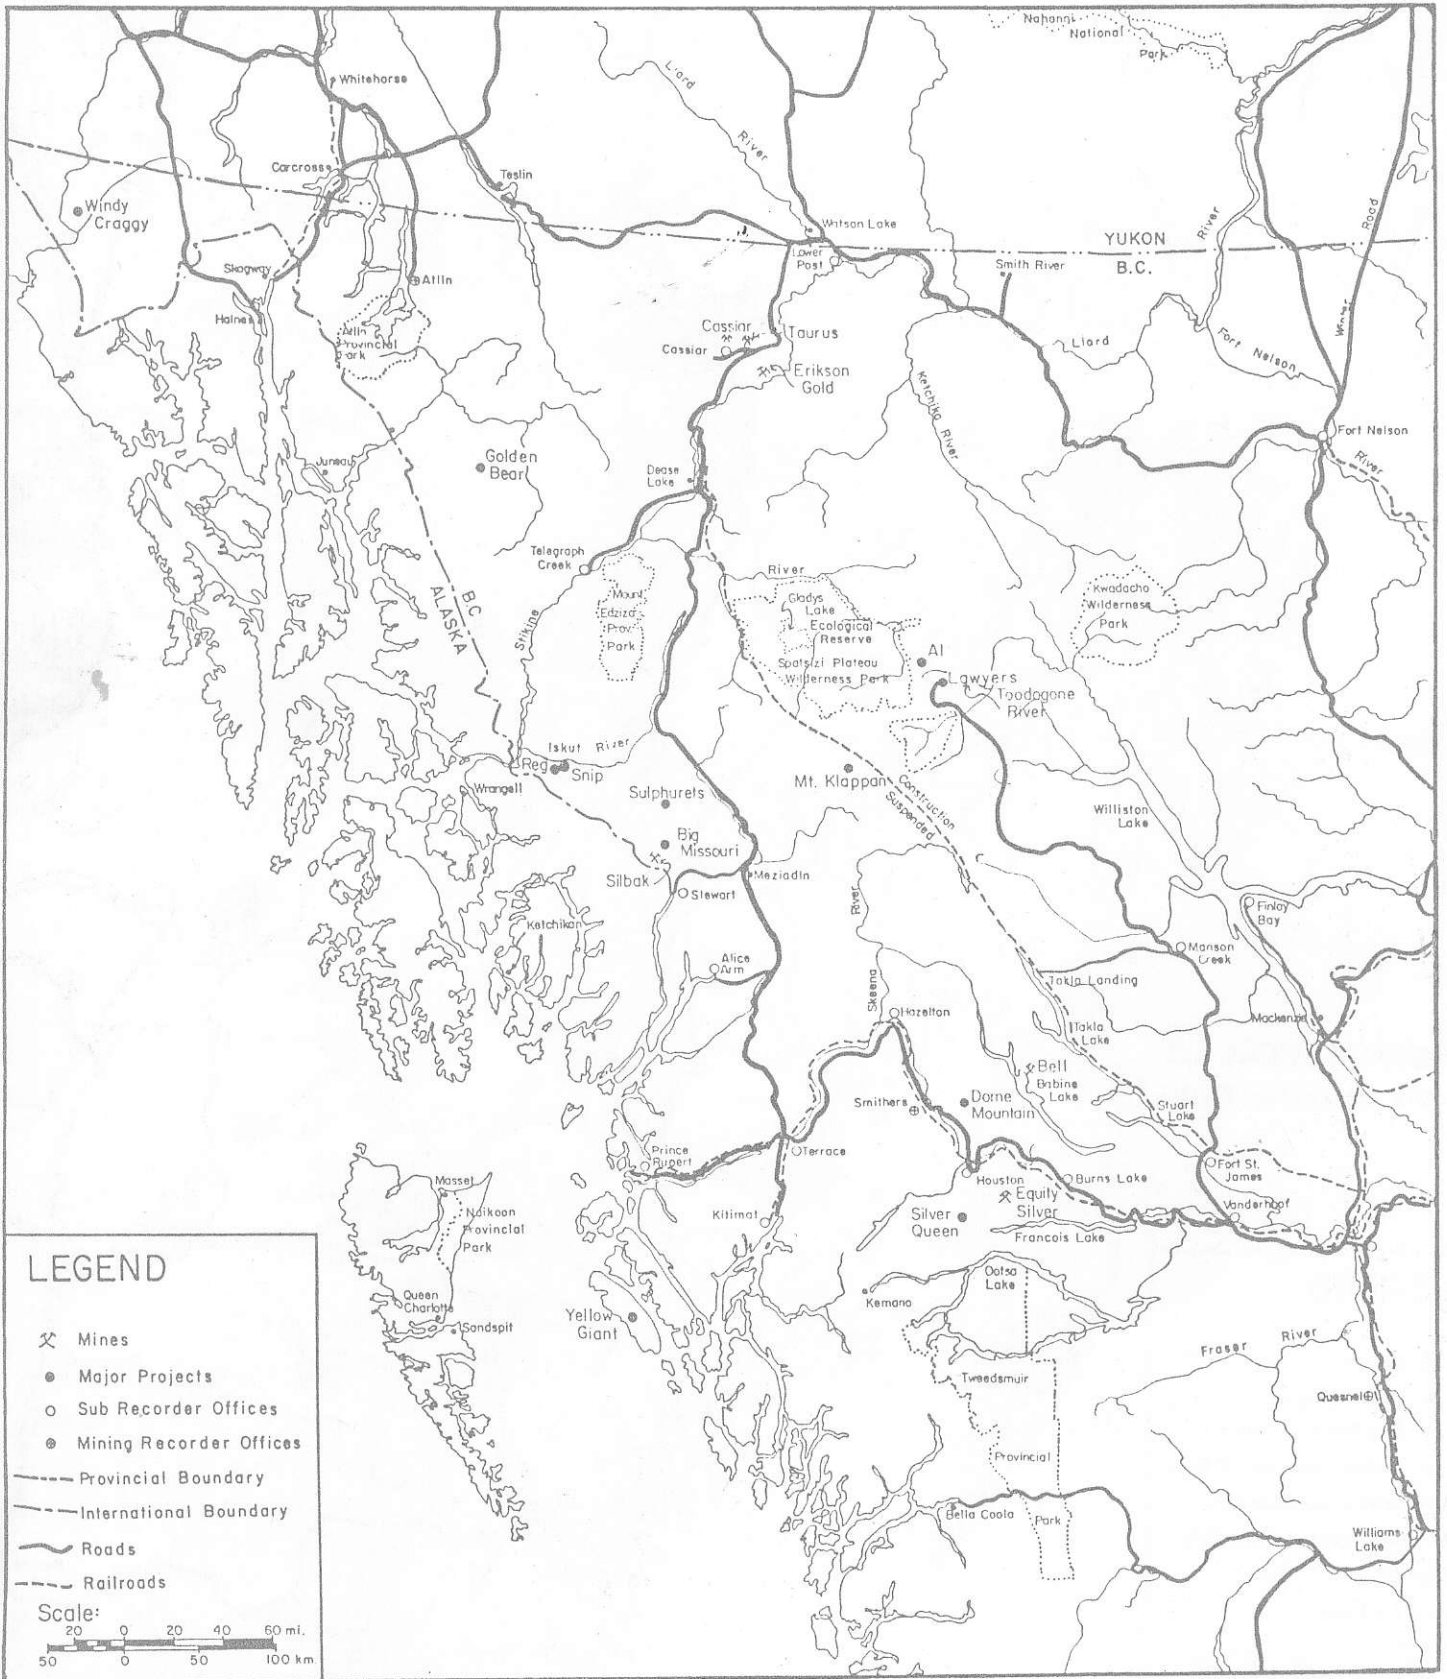 Nahanni
National
Park
Whitehorse
Liard
River
Carcross
Teslin
Windy
Craggy
River
Winter
Road
Watson Lake
YUKON
B.C.
Lower
Post
Skagway
Atlin
Smith River
Haines
Atlin
Provincial
Park
Cassiar
Taurus
Cassiar
Liard
Fort Nelson
Erikson
Gold
Ketchika River
Fort Nelson
River
Golden
Bear
Juneau
Dease
Lake
Telegraph
Creek
River
Mount
Edziza
Prov.
Park
Gladys
Lake
Ecological
Reserve
Kwadacha
Wilderness
Park
B.C.
ALASKA
Stikine
Spatsizi Plateau
Wilderness Park
Al
Lawyers
Toodoggone
River
Iskut River
Reg
Snip
Wrangell
Sulphurets
Mt. Klappan
Construction
Suspended
Williston
Lake
Big
Missouri
Silbak
Meziadin
Stewart
River
Skeena
Finlay
Bay
Ketchikan
Alice
Arm
Manson
Creek
Takla Landing
Hazelton
Takla
Lake
Mackenzie
Bell
Babine
Lake
Smithers
Dome
Mountain
Stuart
Lake
Prince
Rupert
Terrace
Fort St.
James
Houston
Burns Lake
Masset
Equity
Silver
Vanderhoof
Naikoon
Provincial
Park
Kitimat
Silver
Queen
Francois Lake
Ootsa
Lake
Queen
Charlotte
Sandspit
Kemano
Yellow
Giant
Fraser River
Tweedsmuir
Quesnel
Provincial
Bella Coola
Park
Williams
Lake
LEGEND
Mines
Major Projects
Sub Recorder Offices
Mining Recorder Offices
Provincial Boundary
International Boundary
Roads
Railroads
Scale:
20 0 20 40 60 mi.
50 0 50 100 km